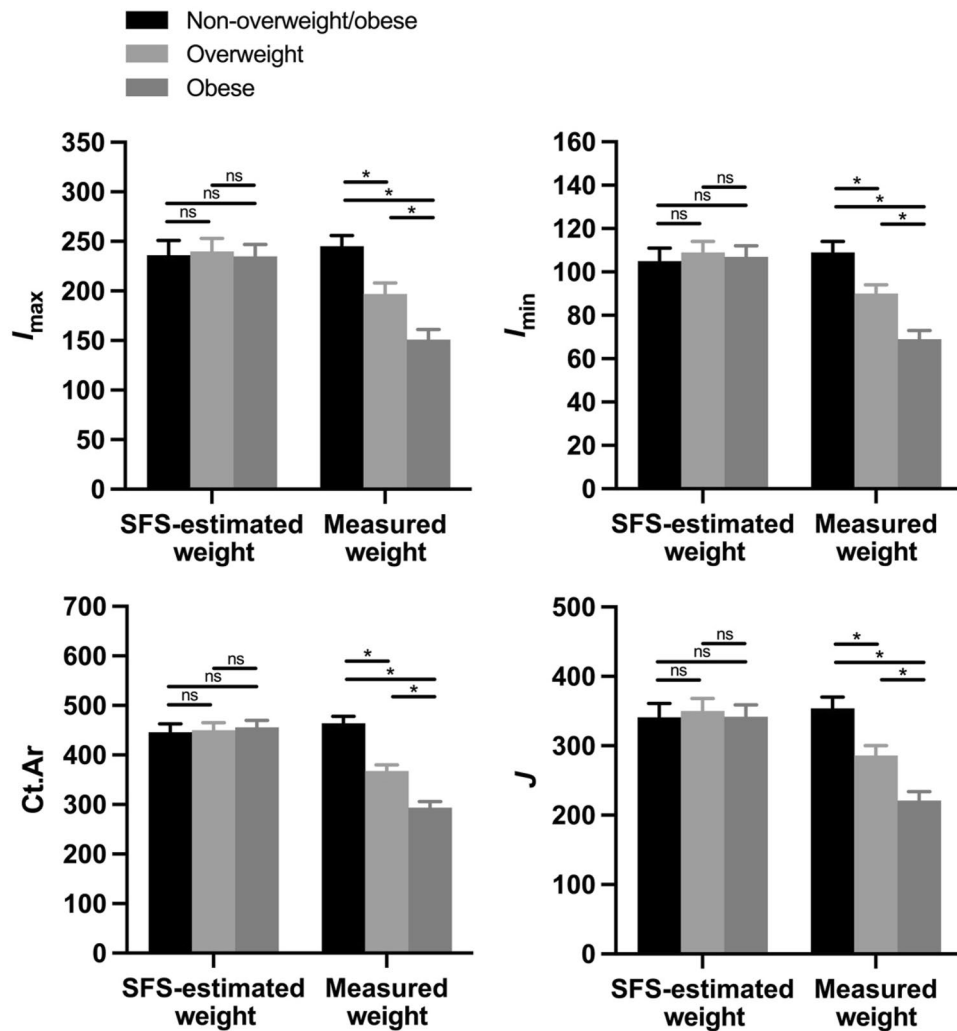 Non-overweight/obese
Overweight
Obese
350
300
250
200
150
100
50
0
Imax
ns
ns
ns
*
*
*
SFS-estimated weight
Measured weight
160
140
120
100
80
60
40
20
0
Imin
ns
ns
ns
*
*
*
SFS-estimated weight
Measured weight
700
600
500
400
300
200
100
0
Ct.Ar
ns
ns
ns
*
*
*
SFS-estimated weight
Measured weight
500
400
300
200
100
0
J
ns
ns
ns
*
*
*
SFS-estimated weight
Measured weight